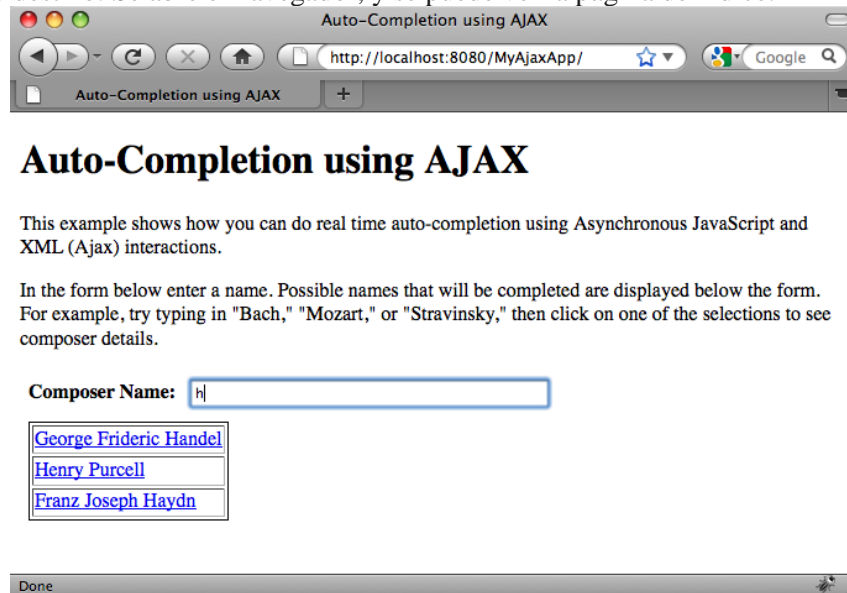 Auto-Completion using AJAX
http://localhost:8080/MyAjaxApp/
Google
Auto-Completion using AJAX
+
Auto-Completion using AJAX
This example shows how you can do real time auto-completion using Asynchronous JavaScript and
XML (Ajax) interactions.
In the form below enter a name. Possible names that will be completed are displayed below the form.
For example, try typing in "Bach," "Mozart," or "Stravinsky," then click on one of the selections to see
composer details.
Composer Name: h
George Frideric Handel
Henry Purcell
Franz Joseph Haydn
Done